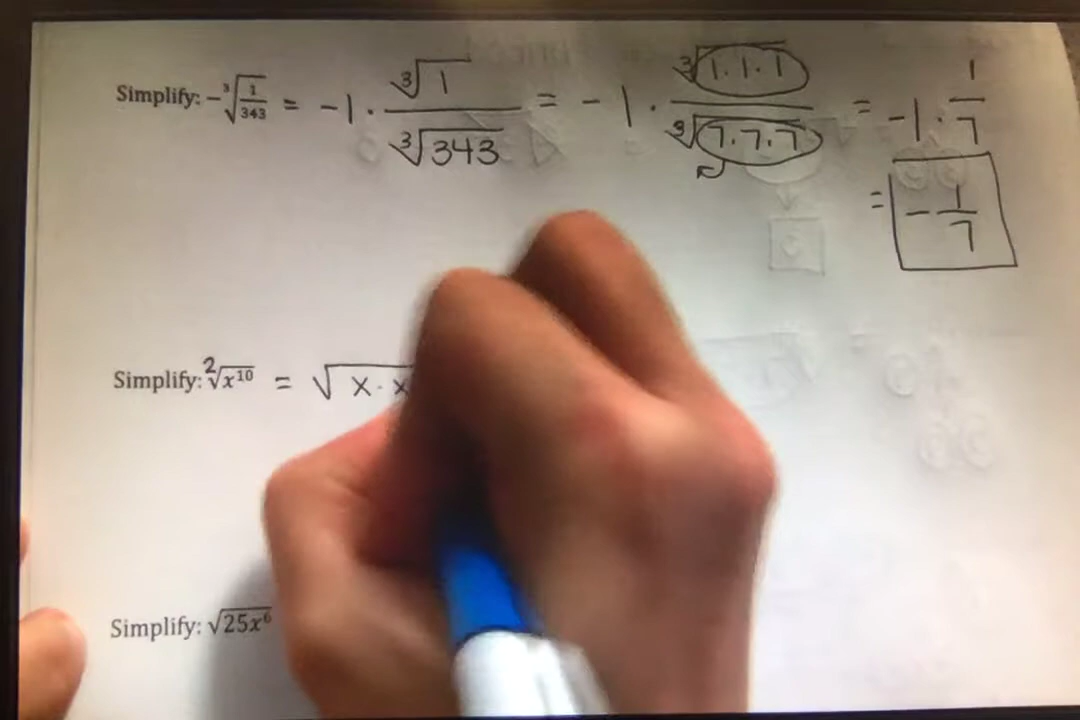 Simplify: -∛(1/343) = -1 · ∛1/∛343 = -1 · ∛(1·1·1)/∛(7·7·7) = -1 · 1/7
= -1/7
Simplify: ²√x¹⁰ = √x·x
Simplify: √25x⁶